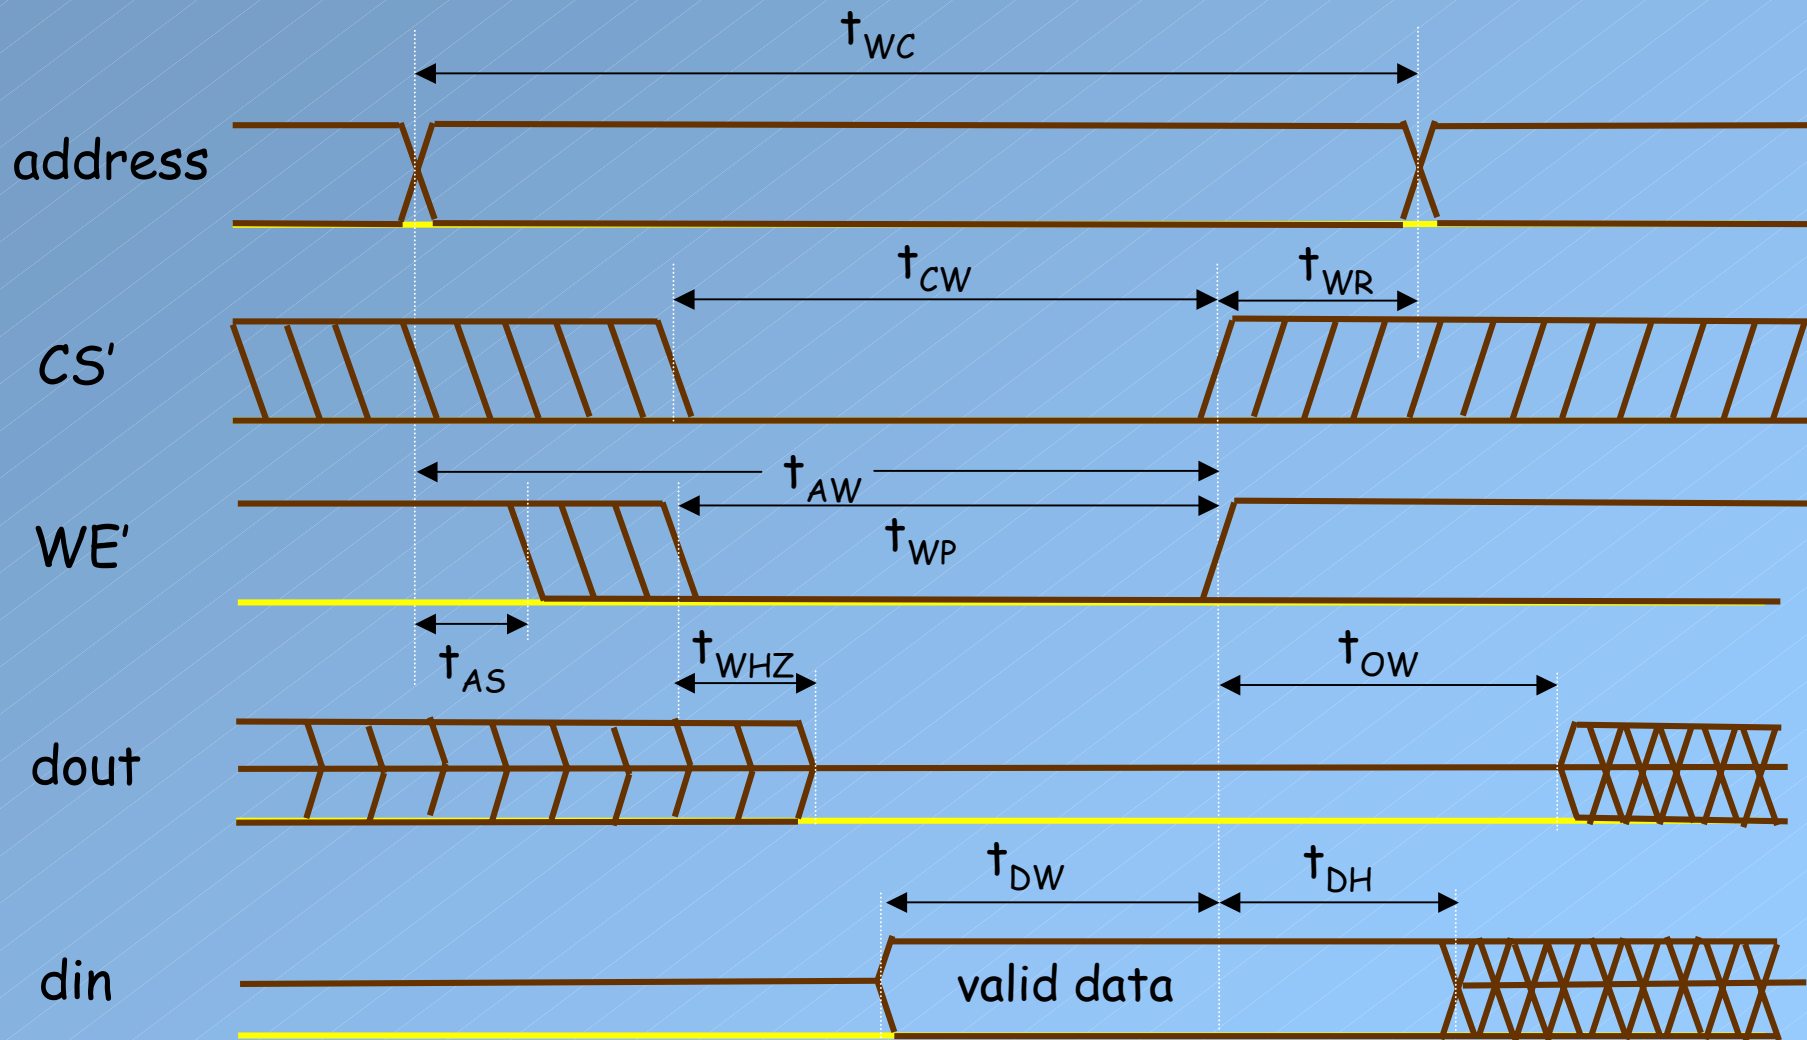 tWC
address
tCW
tWR
CS'
tAW
WE'
tWP
tAS
tWHZ
tOW
dout
tDW
tDH
din
valid data